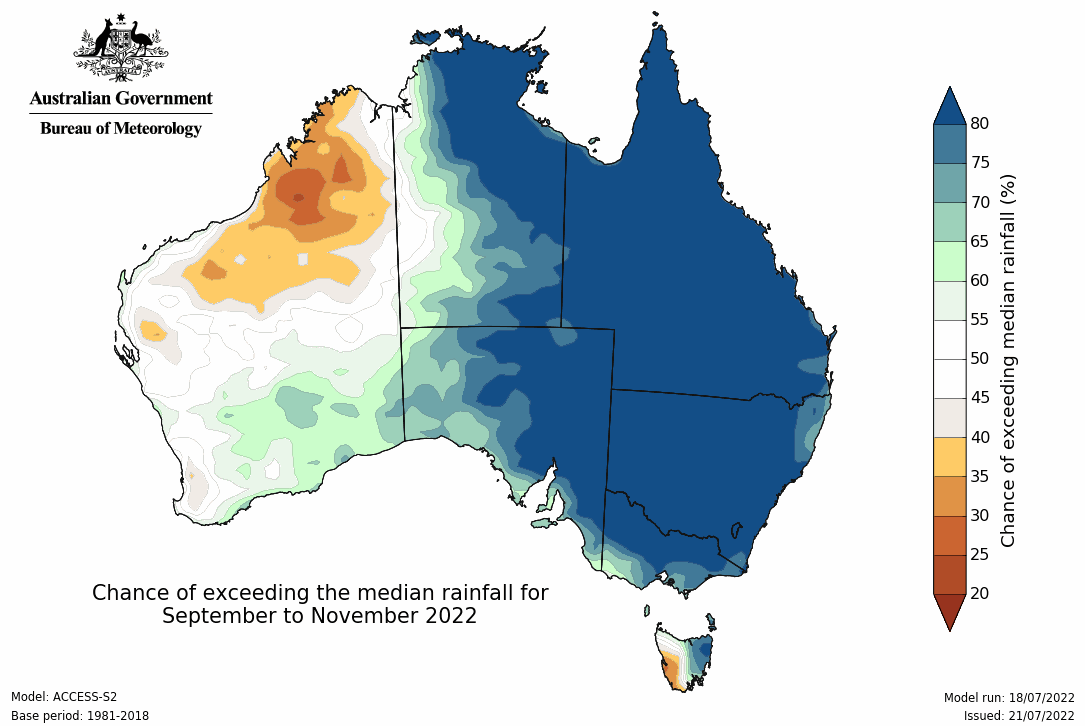 Australian Government
Bureau of Meteorology
80
75
70
65
60
55
50
45
40
35
30
25
20
Chance of exceeding median rainfall (%)
Chance of exceeding the median rainfall for
September to November 2022
Model: ACCESS-S2
Base period: 1981-2018
Model run: 18/07/2022
Issued: 21/07/2022